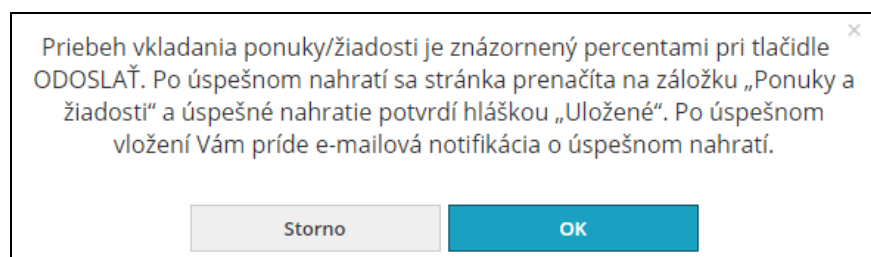 Priebeh vkladania ponuky/žiadosti je znázornený percentami pri tlačidle
ODOSLAŤ. Po úspešnom nahratí sa stránka prenačíta na záložku „Ponuky a
žiadosti“ a úspešné nahratie potvrdí hláškou „Uložené“. Po úspešnom
vložení Vám príde e-mailová notifikácia o úspešnom nahratí.
Storno
OK